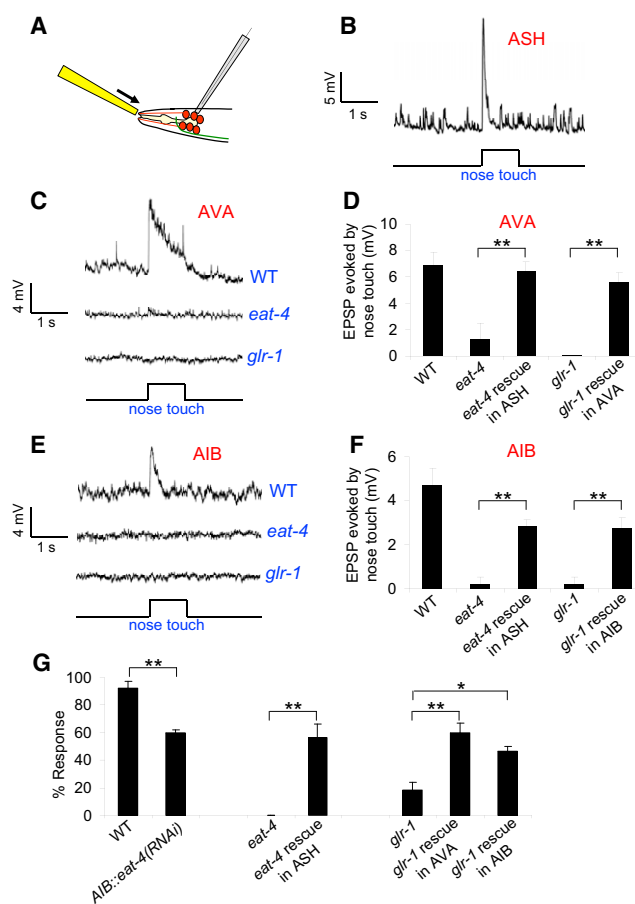 A
B
ASH
5 mV
1 s
nose touch
C
AVA
WT
eat-4
glr-1
4 mV
1 s
nose touch
D
AVA
EPSP evoked by
nose touch (mV)
10
8
6
4
2
0
**
**
WT
eat-4
eat-4 rescue
in ASH
glr-1
glr-1 rescue
in AVA
E
AIB
WT
eat-4
glr-1
4 mV
1 s
nose touch
F
AIB
EPSP evoked by
nose touch (mV)
6
4
2
0
**
**
WT
eat-4
eat-4 rescue
in ASH
glr-1
glr-1 rescue
in AIB
G
% Response
100
80
60
40
20
0
**
**
*
**
WT
AIB::eat-4(RNAi)
eat-4
eat-4 rescue
in ASH
glr-1
glr-1 rescue
in AVA
glr-1 rescue
in AIB